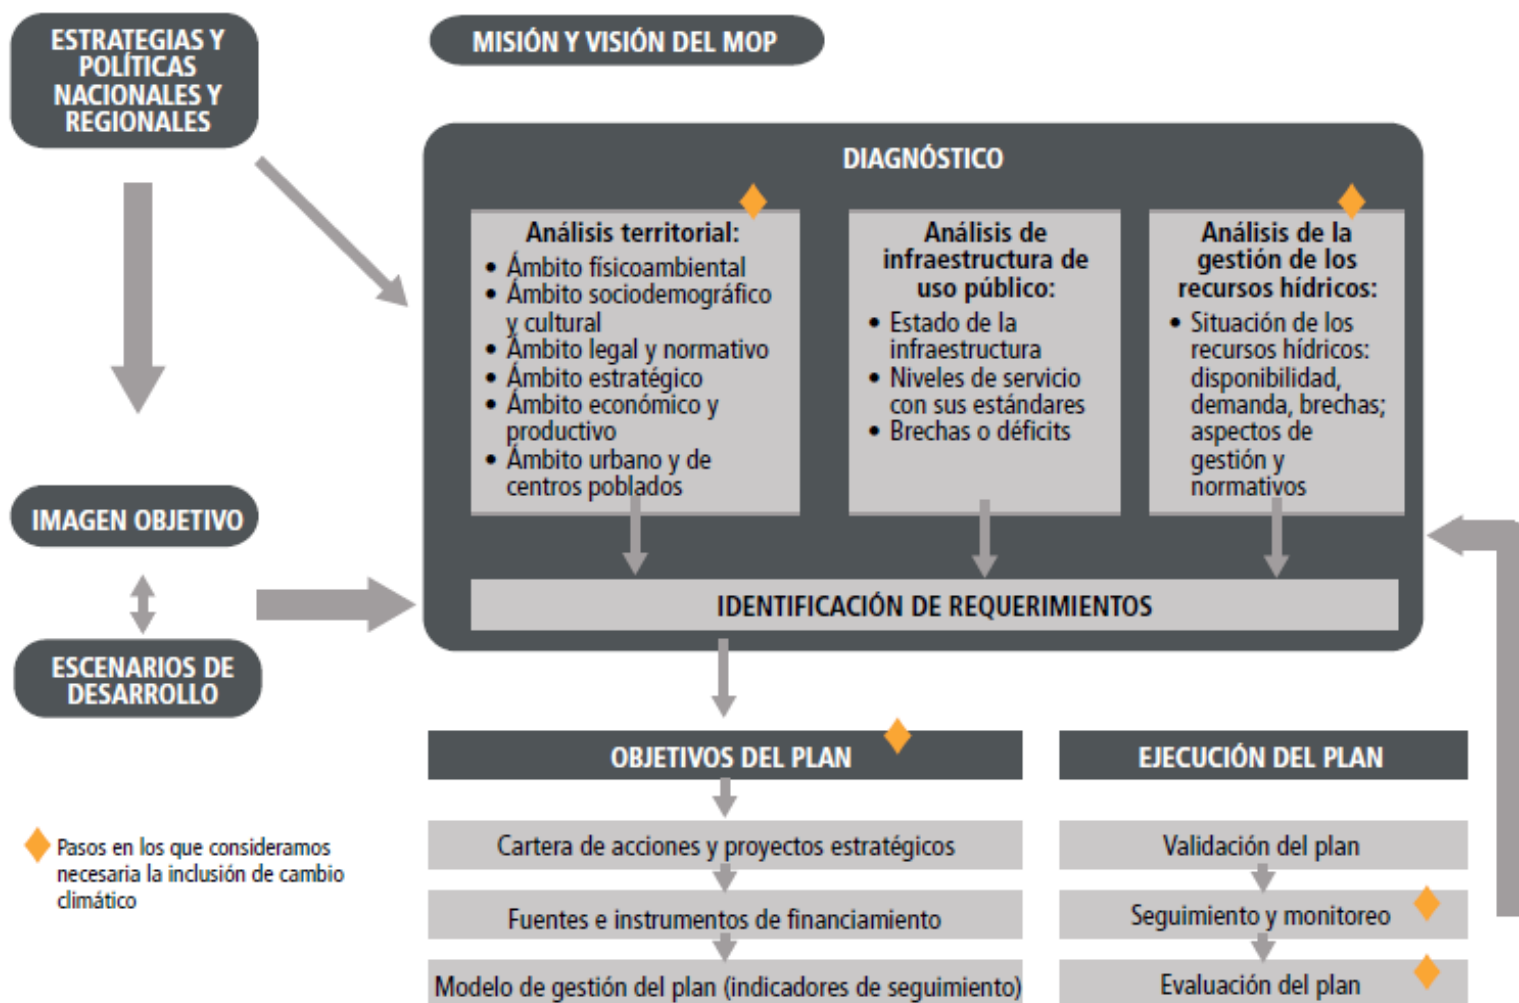 ESTRATEGIAS Y
POLÍTICAS
NACIONALES Y
REGIONALES
MISIÓN Y VISIÓN DEL MOP
DIAGNÓSTICO
Análisis territorial:
• Ámbito físicoambiental
• Ámbito sociodemográfico
y cultural
• Ámbito legal y normativo
• Ámbito estratégico
• Ámbito económico y
productivo
• Ámbito urbano y de
centros poblados
Análisis de
infraestructura de
uso público:
• Estado de la
infraestructura
• Niveles de servicio
con sus estándares
• Brechas o déficits
Análisis de la
gestión de los
recursos hídricos:
• Situación de los
recursos hídricos:
disponibilidad,
demanda, brechas;
aspectos de
gestión y
normativos
IDENTIFICACIÓN DE REQUERIMIENTOS
IMAGEN OBJETIVO
ESCENARIOS DE
DESARROLLO
OBJETIVOS DEL PLAN
Cartera de acciones y proyectos estratégicos
Fuentes e instrumentos de financiamiento
Modelo de gestión del plan (indicadores de seguimiento)
EJECUCIÓN DEL PLAN
Validación del plan
Seguimiento y monitoreo
Evaluación del plan
Pasos en los que consideramos
necesaria la inclusión de cambio
climático